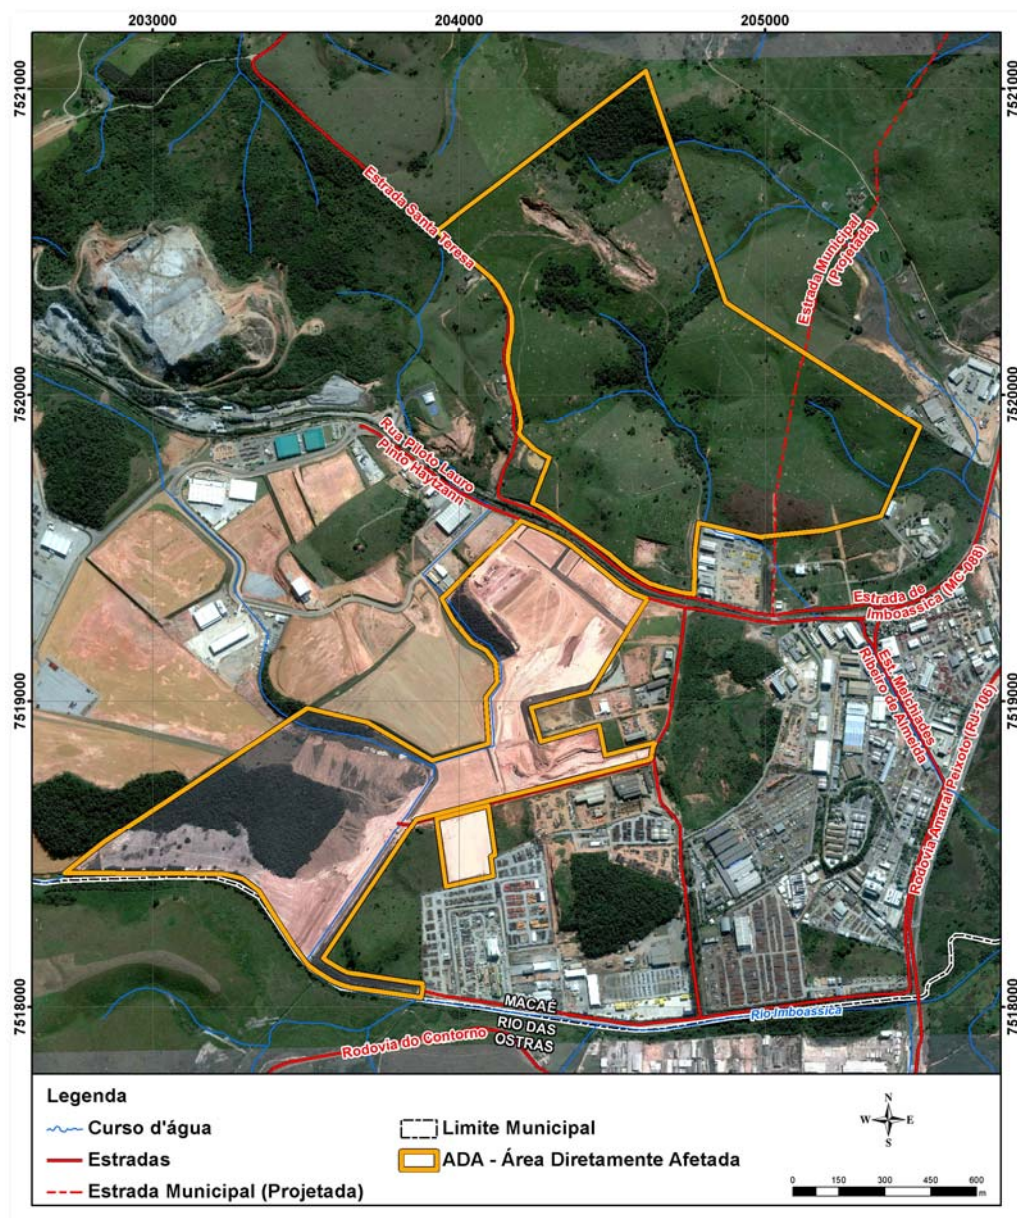 203000
204000
205000
7521000
7521000
Estrada Santa Teresa
Estrada Municipal
(Projetada)
7520000
7520000
Rua Piloto Lauro
Pinto Haytzann
Estrada de
Imboassica (MC-088)
Est. Melchiades
Ribeiro de Almeida
7519000
7519000
Rodovia Amaral Peixoto (RJ-106)
7518000
7518000
MACAÉ
RIO DAS
OSTRAS
Rio Imboassica
Rodovia do Contorno
Legenda
Curso d'água
Estradas
Estrada Municipal (Projetada)
Limite Municipal
ADA - Área Diretamente Afetada
N
W
E
S
0 150 300 450 600
m